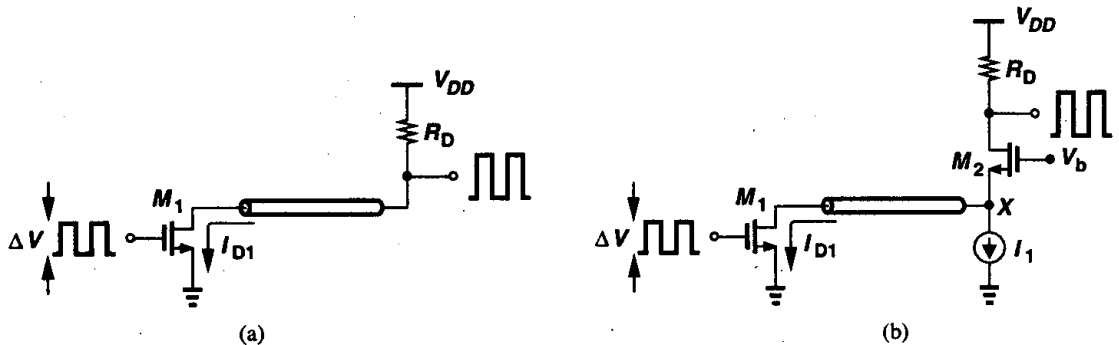 V_DD
R_D
M_1
ΔV
I_D1
(a)
V_DD
R_D
M_2
V_b
M_1
X
ΔV
I_D1
I_1
(b)